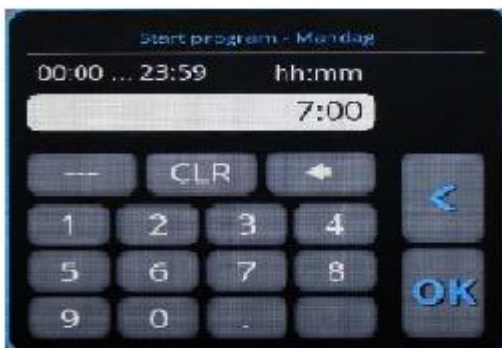 Start program - Mandag
00:00 ... 23:59 hh:mm
7:00
--- CLR
<
1 2 3 4
5 6 7 8
OK
9 0 .